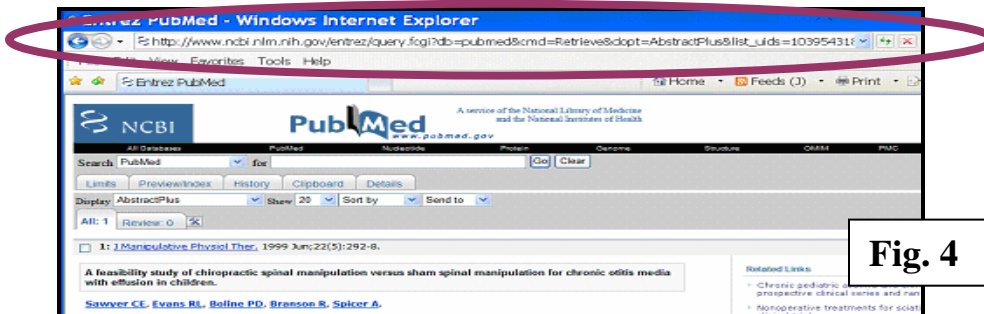 Entrez PubMed - Windows Internet Explorer
http://www.ncbi.nlm.nih.gov/entrez/query.fcgi?db=pubmed&cmd=Retrieve&dopt=AbstractPlus&list_uids=10395431
Edit View Favorites Tools Help
Entrez PubMed Home Feeds (J) Print
NCBI PubMed A service of the National Library of Medicine
and the National Institutes of Health
www.pubmed.gov
All Databases PubMed Nucleotide Protein Genome Structure OMIM PMC
Search PubMed for Go Clear
Limits Preview/Index History Clipboard Details
Display AbstractPlus Show 20 Sort by Send to
All: 1 Review: 0
1: J Manipulative Physiol Ther. 1999 Jun;22(5):292-8.
Fig. 4
A feasibility study of chiropractic spinal manipulation versus sham spinal manipulation for chronic otitis media
with effusion in children.
Sawyer CE, Evans RL, Boline PD, Branson R, Spicer A.
Related Links
Chronic pediatric
prospective clinical series and ran
Nonoperative treatments for sciati